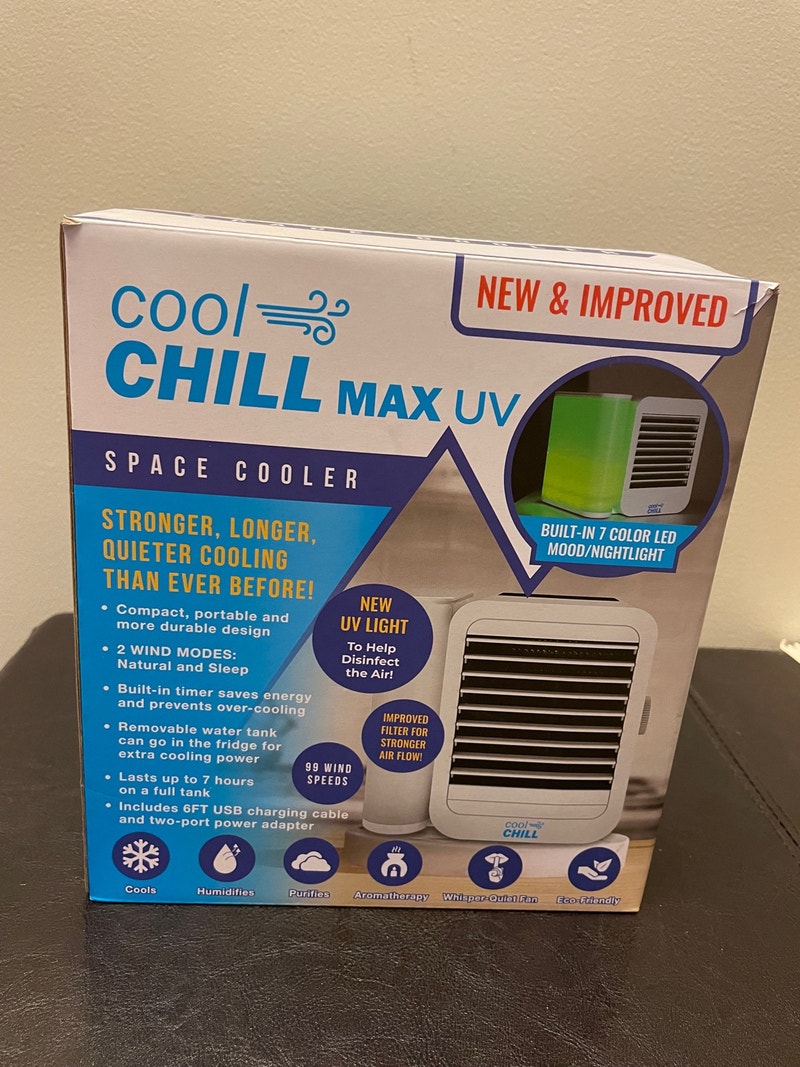 NEW & IMPROVED
cool
CHILL MAX UV
SPACE COOLER
STRONGER, LONGER,
QUIETER COOLING
THAN EVER BEFORE!
• Compact, portable and
more durable design
• 2 WIND MODES:
Natural and Sleep
• Built-in timer saves energy
and prevents over-cooling
• Removable water tank
can go in the fridge for
extra cooling power
• Lasts up to 7 hours
on a full tank
• Includes 6FT USB charging cable
and two-port power adapter
cool
CHILL
BUILT-IN 7 COLOR LED
MOOD/NIGHTLIGHT
NEW
UV LIGHT
To Help
Disinfect
the Air!
IMPROVED
FILTER FOR
STRONGER
AIR FLOW!
99 WIND
SPEEDS
cool
CHILL
Cools
Humidifies
Purifies
Aromatherapy
Whisper-Quiet Fan
Eco-Friendly